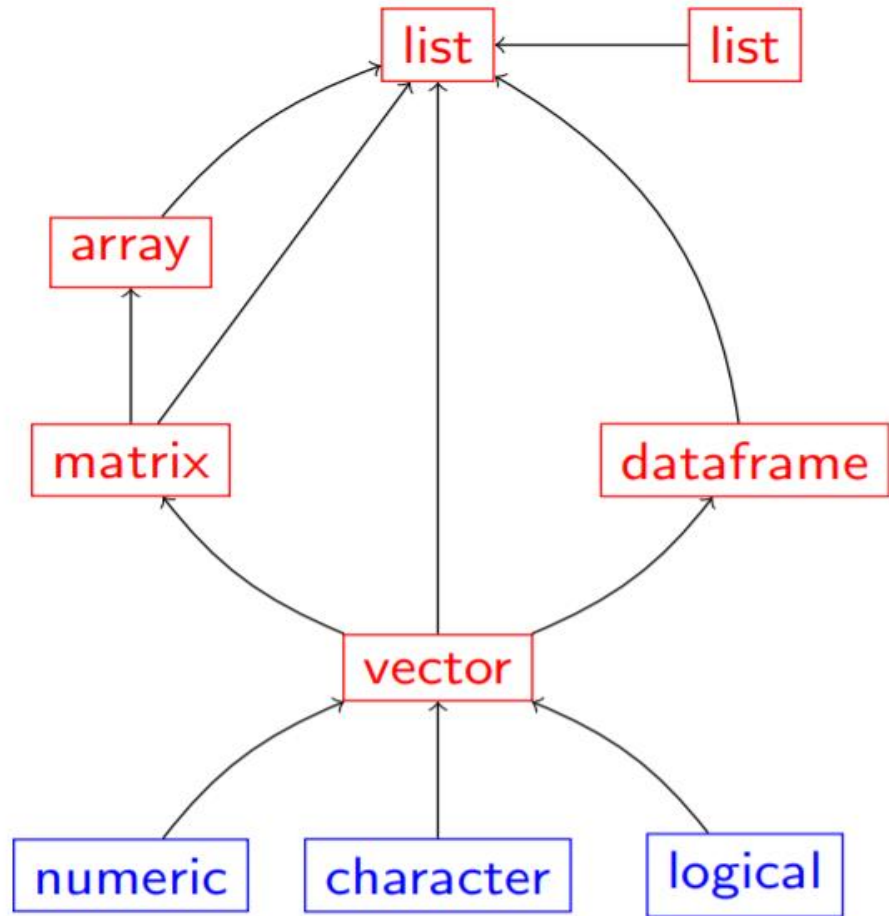 list
list
array
matrix
dataframe
vector
numeric
character
logical